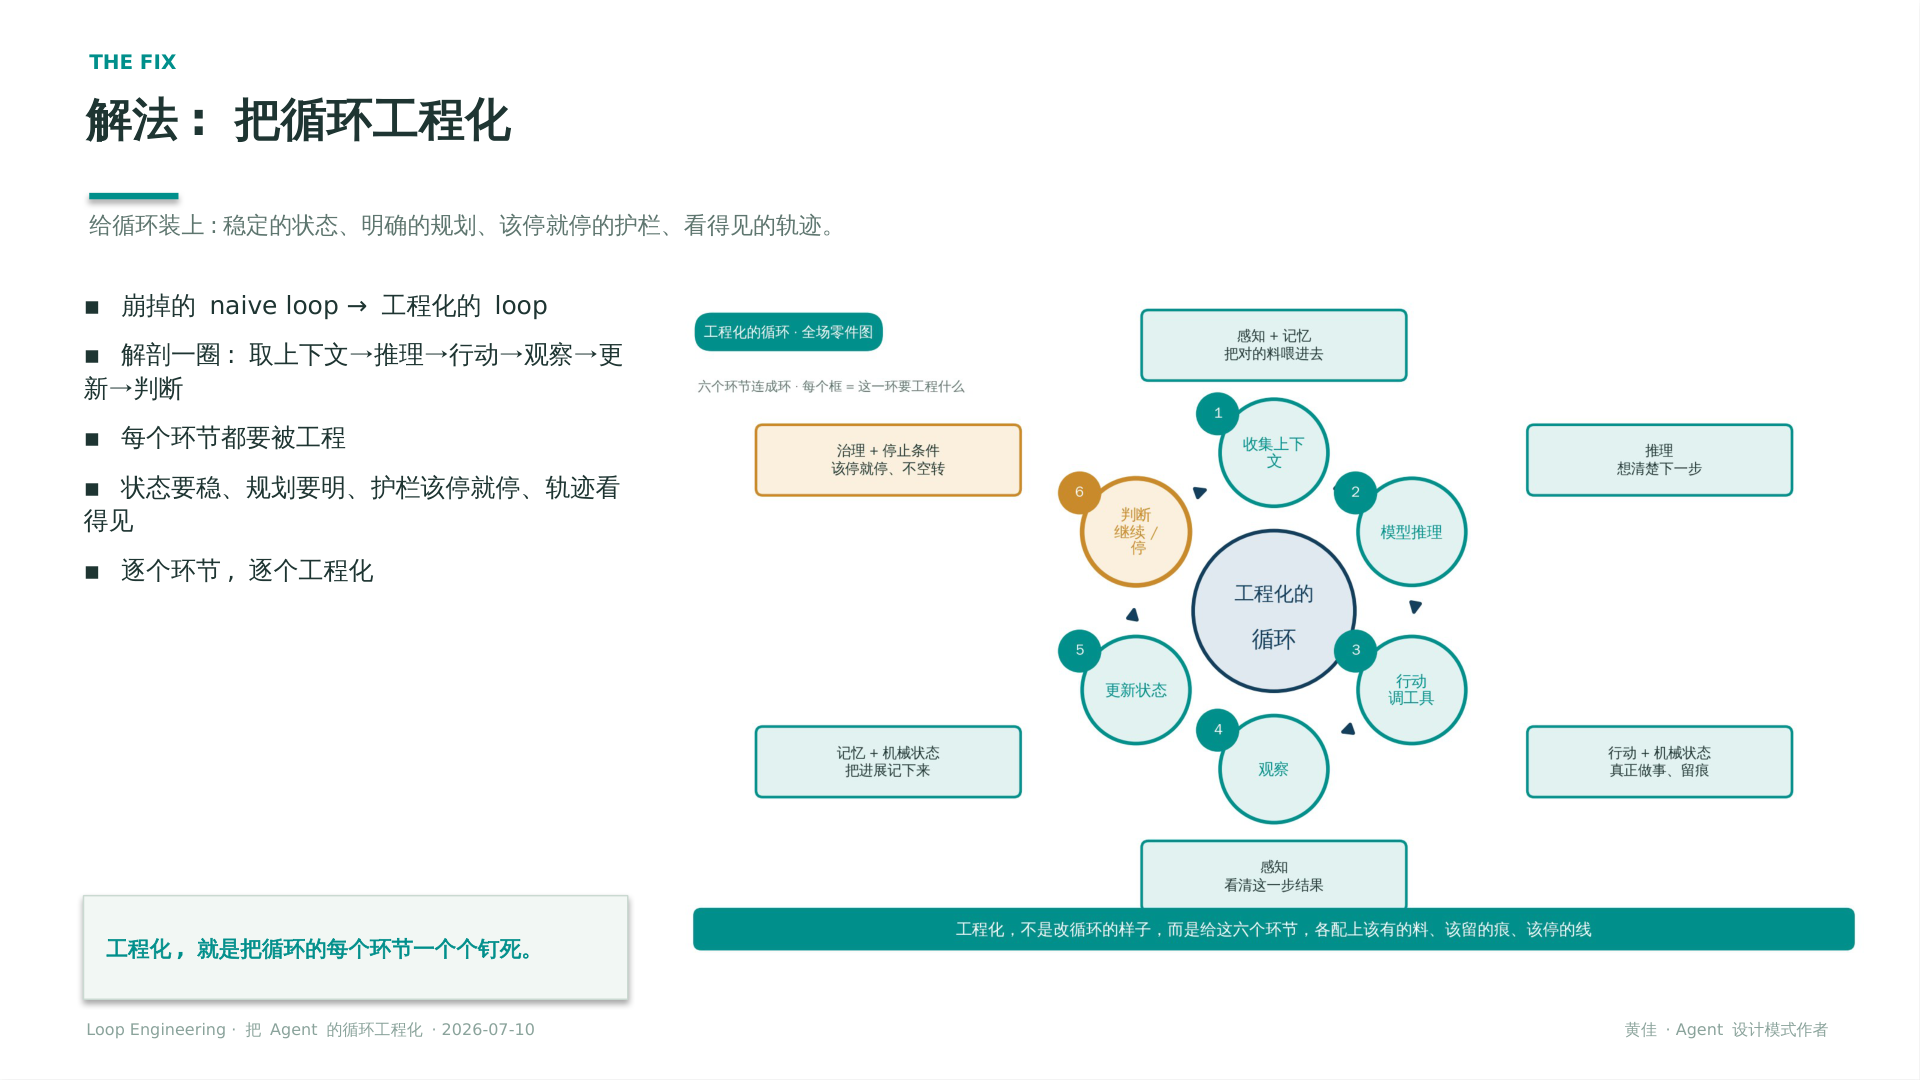 THE FIX
解法： 把循环工程化
给循环装上：稳定的状态、明确的规划、该停就停的护栏、看得见的轨迹。
▪ 崩掉的 naive loop → 工程化的 loop
▪ 解剖一圈： 取上下文→推理→行动→观察→更
新→判断
▪ 每个环节都要被工程
▪ 状态要稳、规划要明、护栏该停就停、轨迹看
得见
▪ 逐个环节， 逐个工程化
工程化， 就是把循环的每个环节一个个钉死。
工程化的循环 · 全场零件图
六个环节连成环 · 每个框 = 这一环要工程什么
感知 + 记忆
把对的料喂进去
1
收集上下
文
推理
想清楚下一步
2
模型推理
行动 + 机械状态
真正做事、留痕
3
行动
调工具
感知
看清这一步结果
4
观察
记忆 + 机械状态
把进展记下来
5
更新状态
治理 + 停止条件
该停就停、不空转
6
判断
继续 /
停
工程化的
循环
工程化，不是改循环的样子，而是给这六个环节，各配上该有的料、该留的痕、该停的线
Loop Engineering · 把 Agent 的循环工程化 · 2026-07-10
黄佳 · Agent 设计模式作者